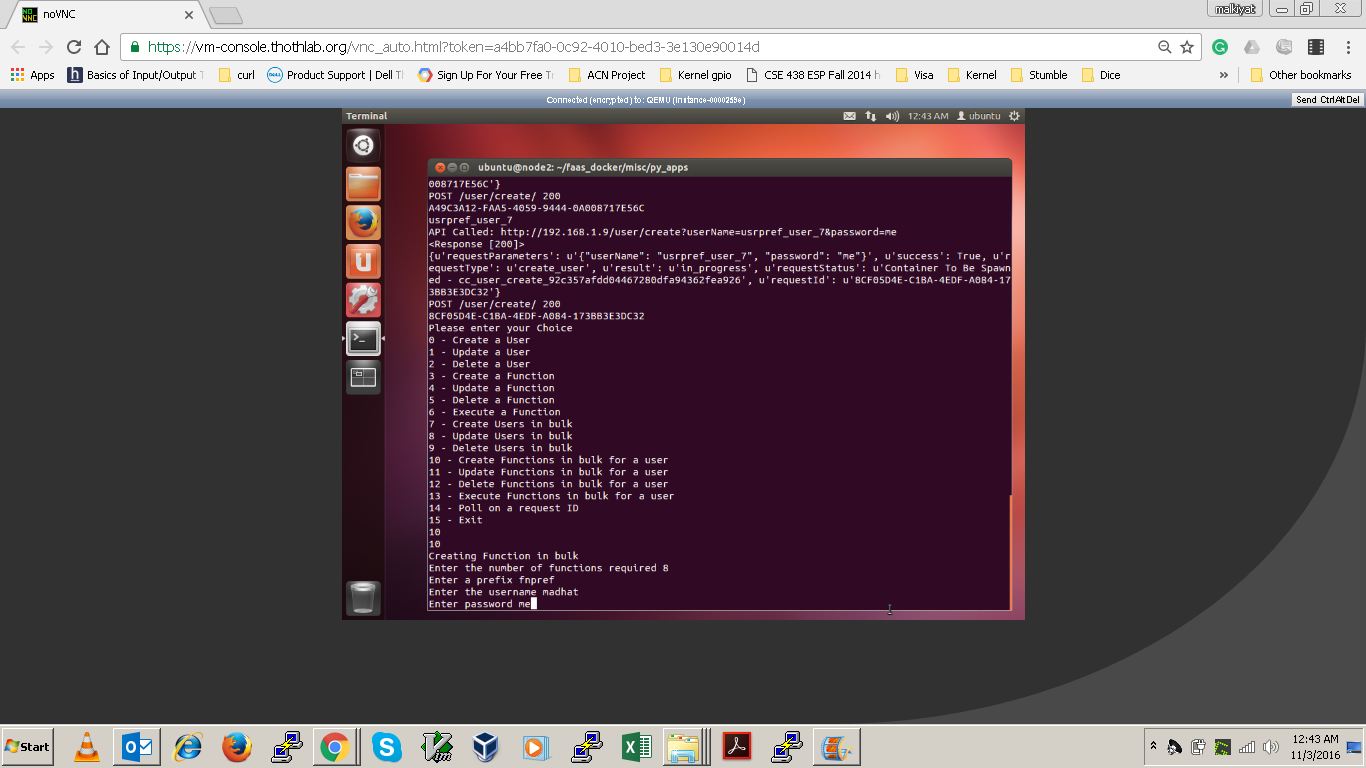 noVNC
malkiyat
https://vm-console.thothlab.org/vnc_auto.html?token=a4bb7fa0-0c92-4010-bed3-3e130e90014d
Apps Basics of Input/Output curl Product Support | Dell Sign Up For Your Free Tr ACN Project Kernel gpio CSE 438 ESP Fall 2014 Visa Kernel Stumble Dice » Other bookmarks
Connected (encrypted) to: QEMU Send CtrlAltDel
Terminal 12:43 AM ubuntu
ubuntu@node2: ~/faas_docker/misc/py_apps
008717E56C'}
POST /user/create/ 200
A49C3A12-FAA5-4059-9444-0A008717E56C
usrpref_user_7
API Called: http://192.168.1.9/user/create?userName=usrpref_user_7&password=me
<Response [200]>
{u'requestParameters': u'{"userName": "usrpref_user_7", "password": "me"}', u'success': True, u'r
equestType': u'create_user', u'result': u'in_progress', u'requestStatus': u'Container To Be Spawn
ed - cc_user_create_92c357afdd04467280dfa94362fea926', u'requestId': u'8CF05D4E-C1BA-4EDF-A084-17
3BB3E3DC32'}
POST /user/create/ 200
8CF05D4E-C1BA-4EDF-A084-173BB3E3DC32
Please enter your Choice
0 - Create a User
1 - Update a User
2 - Delete a User
3 - Create a Function
4 - Update a Function
5 - Delete a Function
6 - Execute a Function
7 - Create Users in bulk
8 - Update Users in bulk
9 - Delete Users in bulk
10 - Create Functions in bulk for a user
11 - Update Functions in bulk for a user
12 - Delete Functions in bulk for a user
13 - Execute Functions in bulk for a user
14 - Poll on a request ID
15 - Exit
10
10
Creating Function in bulk
Enter the number of functions required 8
Enter a prefix fnpref
Enter the username madhat
Enter password me
Start
12:43 AM
11/3/2016